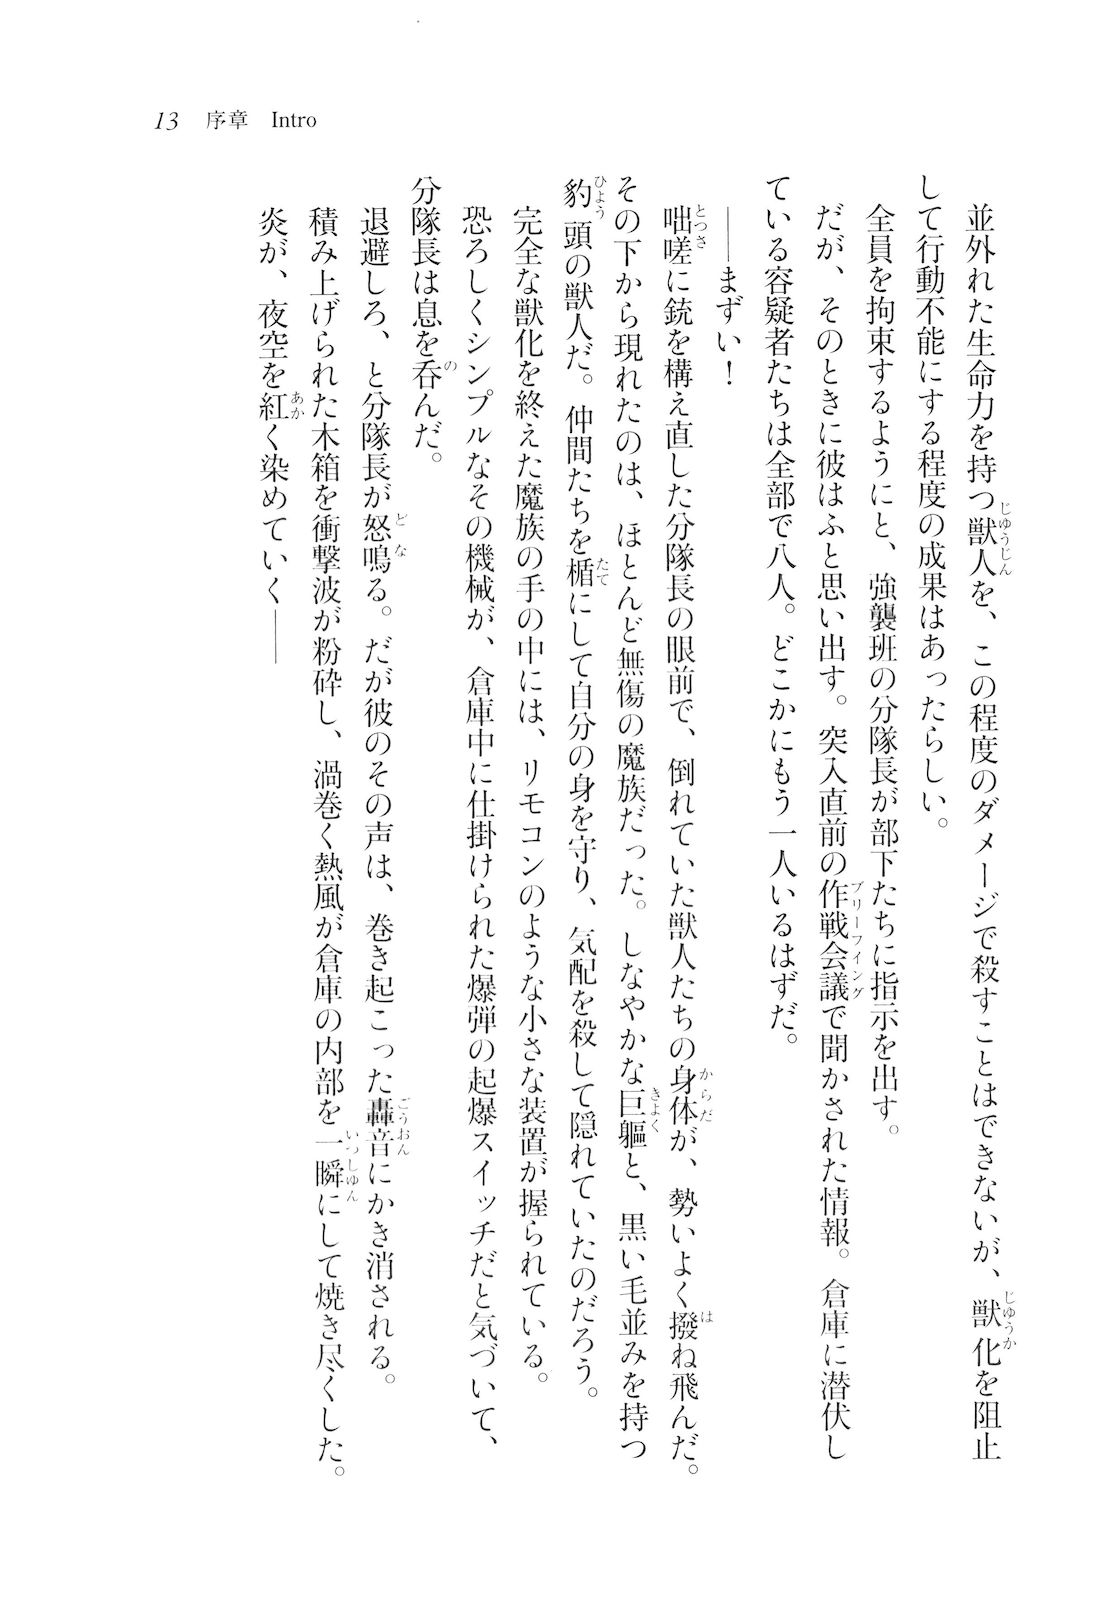 13 序章 Intro
並外れた生命力を持つ獣人を、この程度のダメージで殺すことはできないが、獣化を阻止
して行動不能にする程度の成果はあったらしい。
全員を拘束するようにと、強襲班の分隊長が部下たちに指示を出す。
だが、そのときに彼はふと思い出す。突入直前の作戦会議で聞かされた情報。倉庫に潜伏し
ている容疑者たちは全部で八人。どこかにもう一人いるはずだ。
――まずい！
咄嗟に銃を構え直した分隊長の眼前で、倒れていた獣人たちの身体が、勢いよく撥ね飛んだ。
その下から現れたのは、ほとんど無傷の魔族だった。しなやかな巨軀と、黒い毛並みを持つ
豹頭の獣人だ。仲間たちを楯にして自分の身を守り、気配を殺して隠れていたのだろう。
完全な獣化を終えた魔族の手の中には、リモコンのような小さな装置が握られている。
恐ろしくシンプルなその機械が、倉庫中に仕掛けられた爆弾の起爆スイッチだと気づいて、
分隊長は息を呑んだ。
退避しろ、と分隊長が怒鳴る。だが彼のその声は、巻き起こった轟音にかき消される。
積み上げられた木箱を衝撃波が粉砕し、渦巻く熱風が倉庫の内部を一瞬にして焼き尽くした。
炎が、夜空を紅く染めていく――